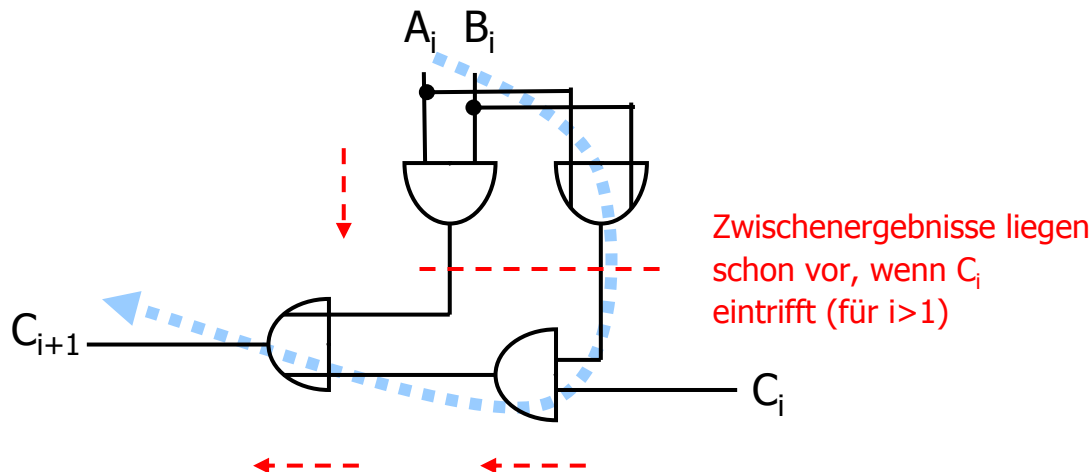 Aᵢ Bᵢ
Zwischenergebnisse liegen
schon vor, wenn Cᵢ
eintrifft (für i>1)
Cᵢ₊₁
Cᵢ